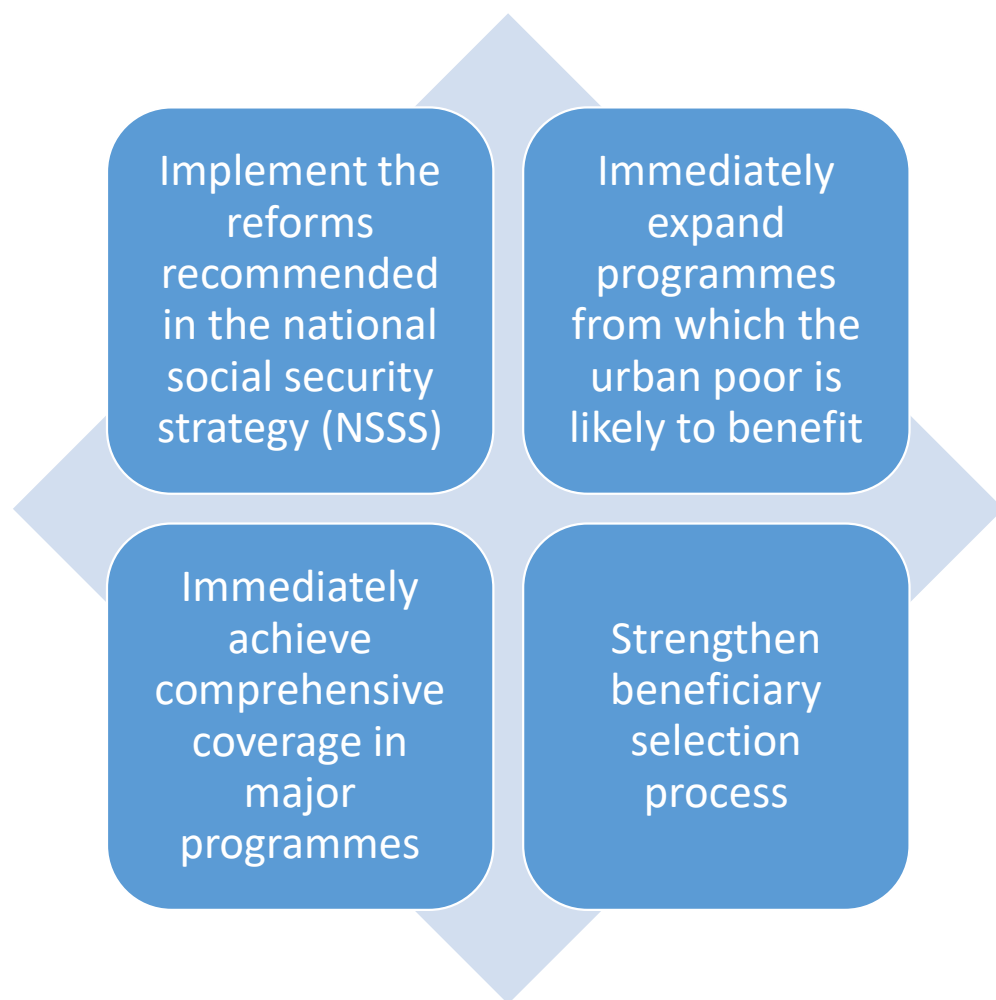 Implement the
reforms
recommended
in the national
social security
strategy (NSSS)
Immediately
expand
programmes
from which the
urban poor is
likely to benefit
Immediately
achieve
comprehensive
coverage in
major
programmes
Strengthen
beneficiary
selection
process